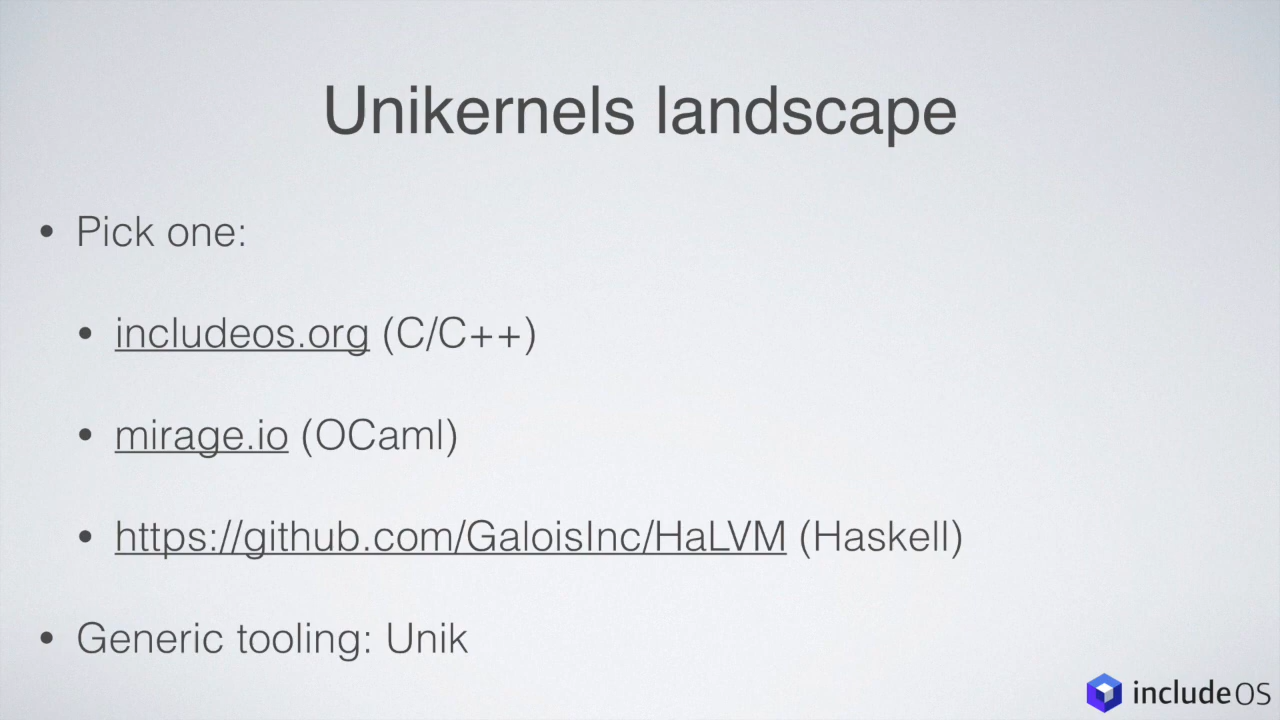 Unikernels landscape
• Pick one:
• includeos.org (C/C++)
• mirage.io (OCaml)
• https://github.com/GaloisInc/HaLVM (Haskell)
• Generic tooling: Unik
includeOS